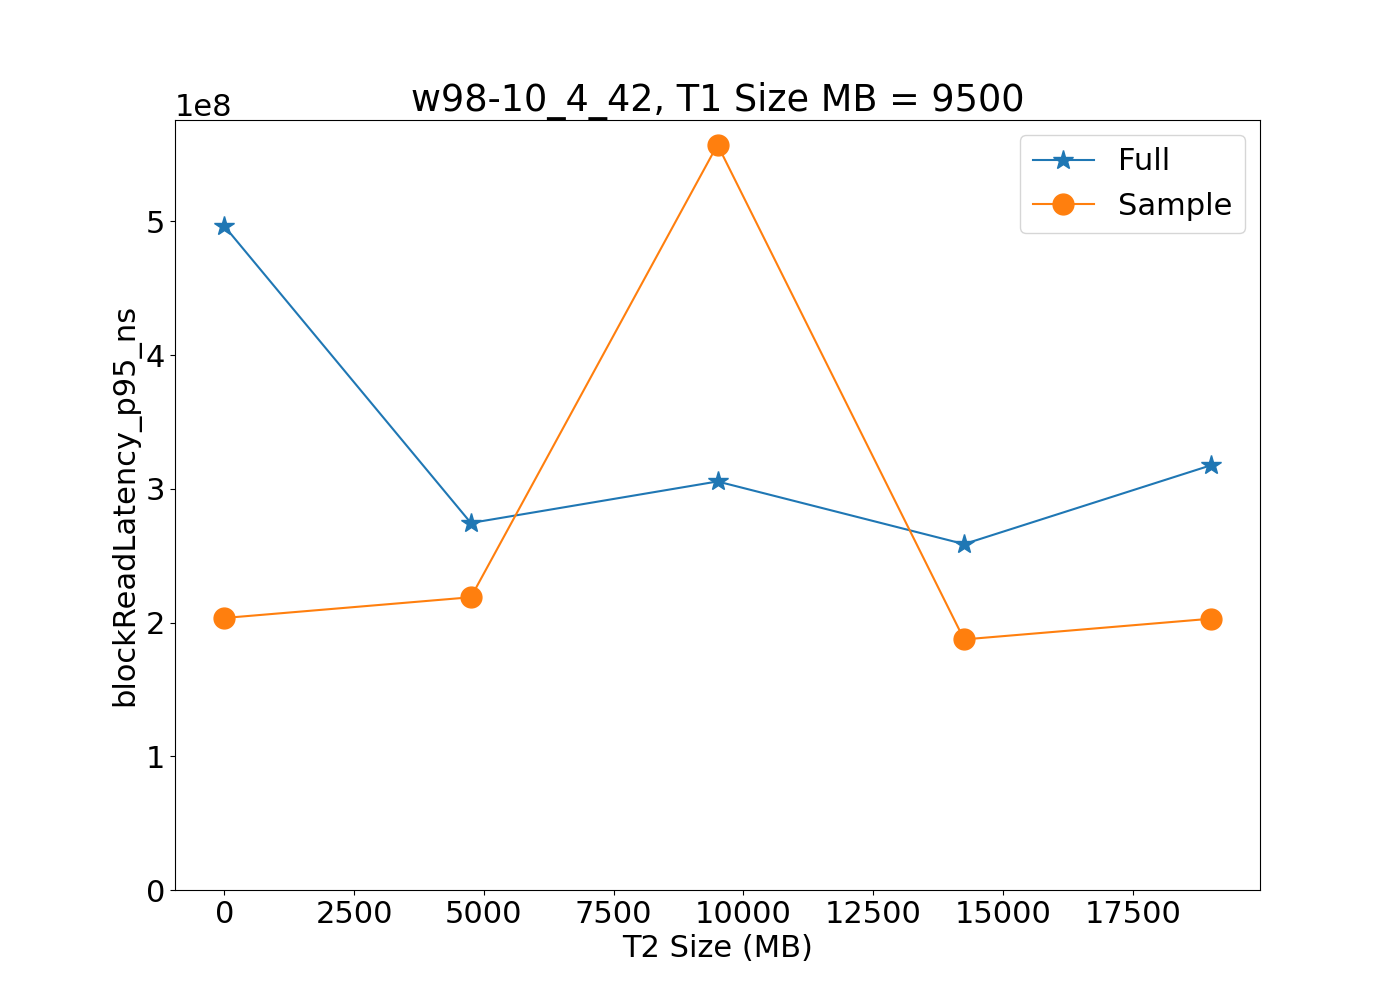 w98-10_4_42, T1 Size MB = 9500
1e8
Full
Sample
5
4
3
2
1
0
blockReadLatency_p95_ns
0 2500 5000 7500 10000 12500 15000 17500
T2 Size (MB)